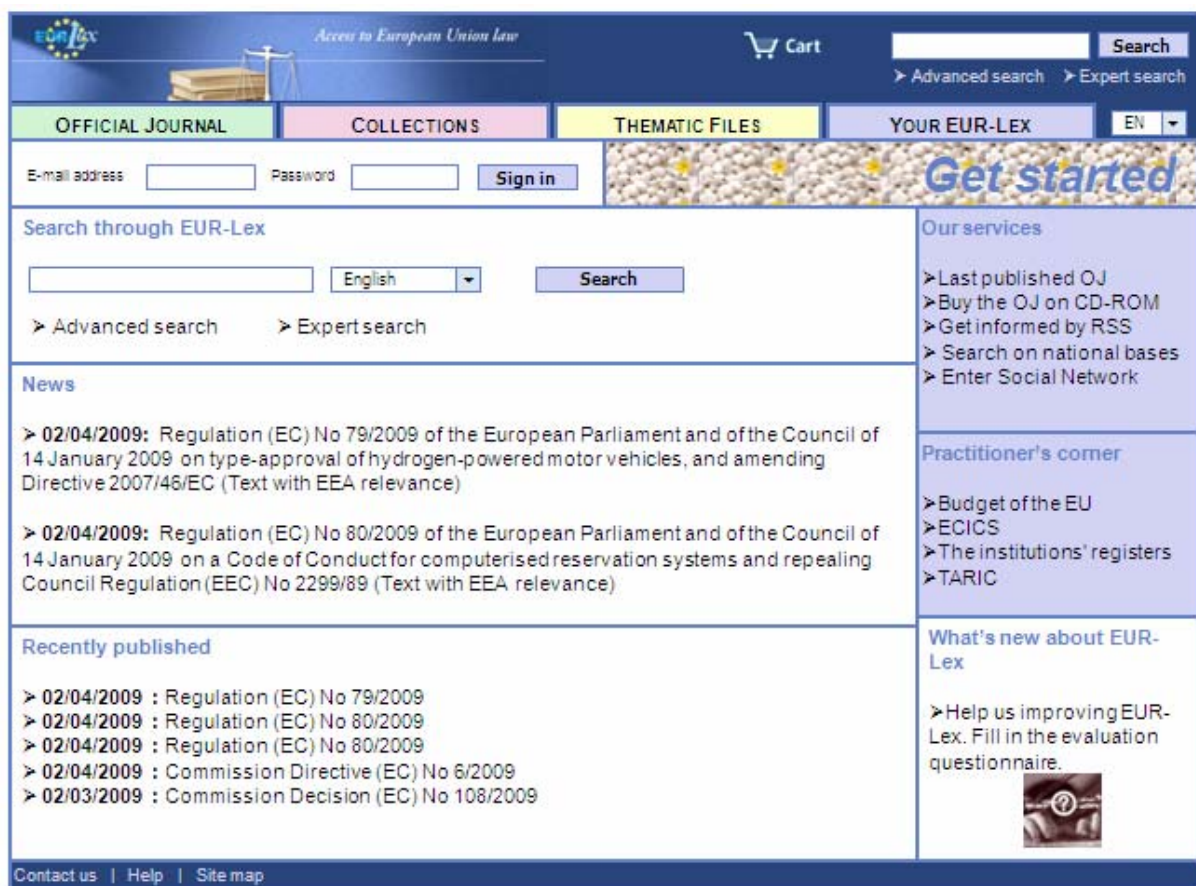 EUR Lex
Access to European Union law
Cart
Search
➢ Advanced search ➢ Expert search
OFFICIAL JOURNAL
COLLECTIONS
THEMATIC FILES
YOUR EUR-LEX
EN
E-mail address
Password
Sign in
Get started
Search through EUR-Lex
English
Search
➢ Advanced search
➢ Expert search
News
➢ 02/04/2009: Regulation (EC) No 79/2009 of the European Parliament and of the Council of
14 January 2009 on type-approval of hydrogen-powered motor vehicles, and amending
Directive 2007/46/EC (Text with EEA relevance)
➢ 02/04/2009: Regulation (EC) No 80/2009 of the European Parliament and of the Council of
14 January 2009 on a Code of Conduct for computerised reservation systems and repealing
Council Regulation (EEC) No 2299/89 (Text with EEA relevance)
Recently published
➢ 02/04/2009 : Regulation (EC) No 79/2009
➢ 02/04/2009 : Regulation (EC) No 80/2009
➢ 02/04/2009 : Regulation (EC) No 80/2009
➢ 02/04/2009 : Commission Directive (EC) No 6/2009
➢ 02/03/2009 : Commission Decision (EC) No 108/2009
Our services
➢Last published OJ
➢Buy the OJ on CD-ROM
➢Get informed by RSS
➢ Search on national bases
➢ Enter Social Network
Practitioner's corner
➢Budget of the EU
➢ECICS
➢The institutions' registers
➢TARIC
What's new about EUR-
Lex
➢Help us improving EUR-
Lex. Fill in the evaluation
questionnaire.
?
Contact us | Help | Site map